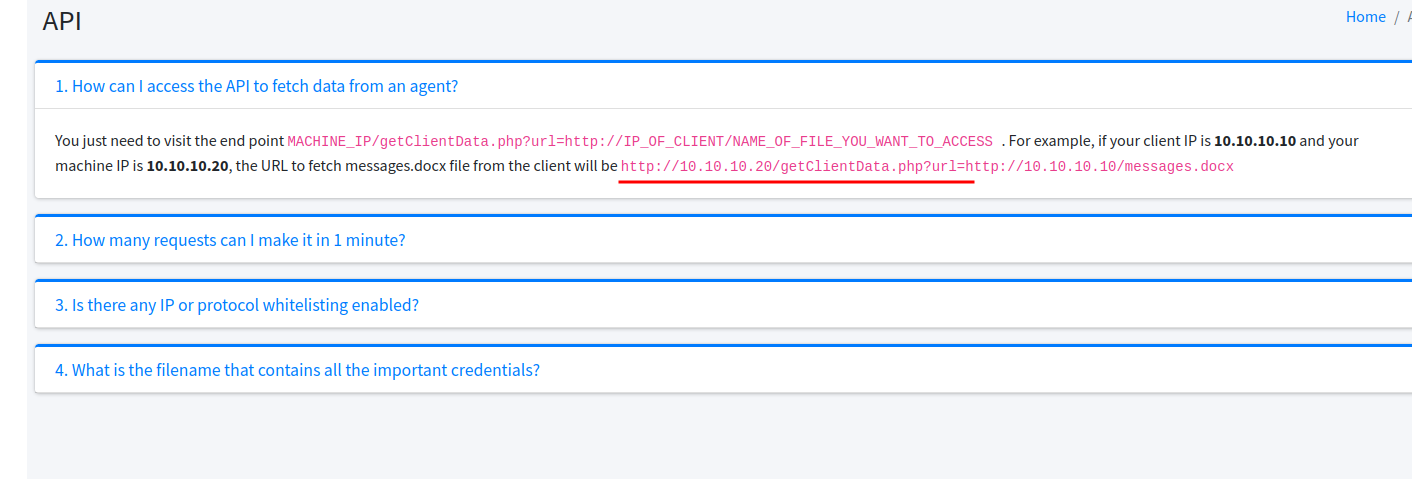 API
Home /
1. How can I access the API to fetch data from an agent?
You just need to visit the end point MACHINE_IP/getClientData.php?url=http://IP_OF_CLIENT/NAME_OF_FILE_YOU_WANT_TO_ACCESS . For example, if your client IP is 10.10.10.10 and your
machine IP is 10.10.10.20, the URL to fetch messages.docx file from the client will be http://10.10.10.20/getClientData.php?url=http://10.10.10.10/messages.docx
2. How many requests can I make it in 1 minute?
3. Is there any IP or protocol whitelisting enabled?
4. What is the filename that contains all the important credentials?